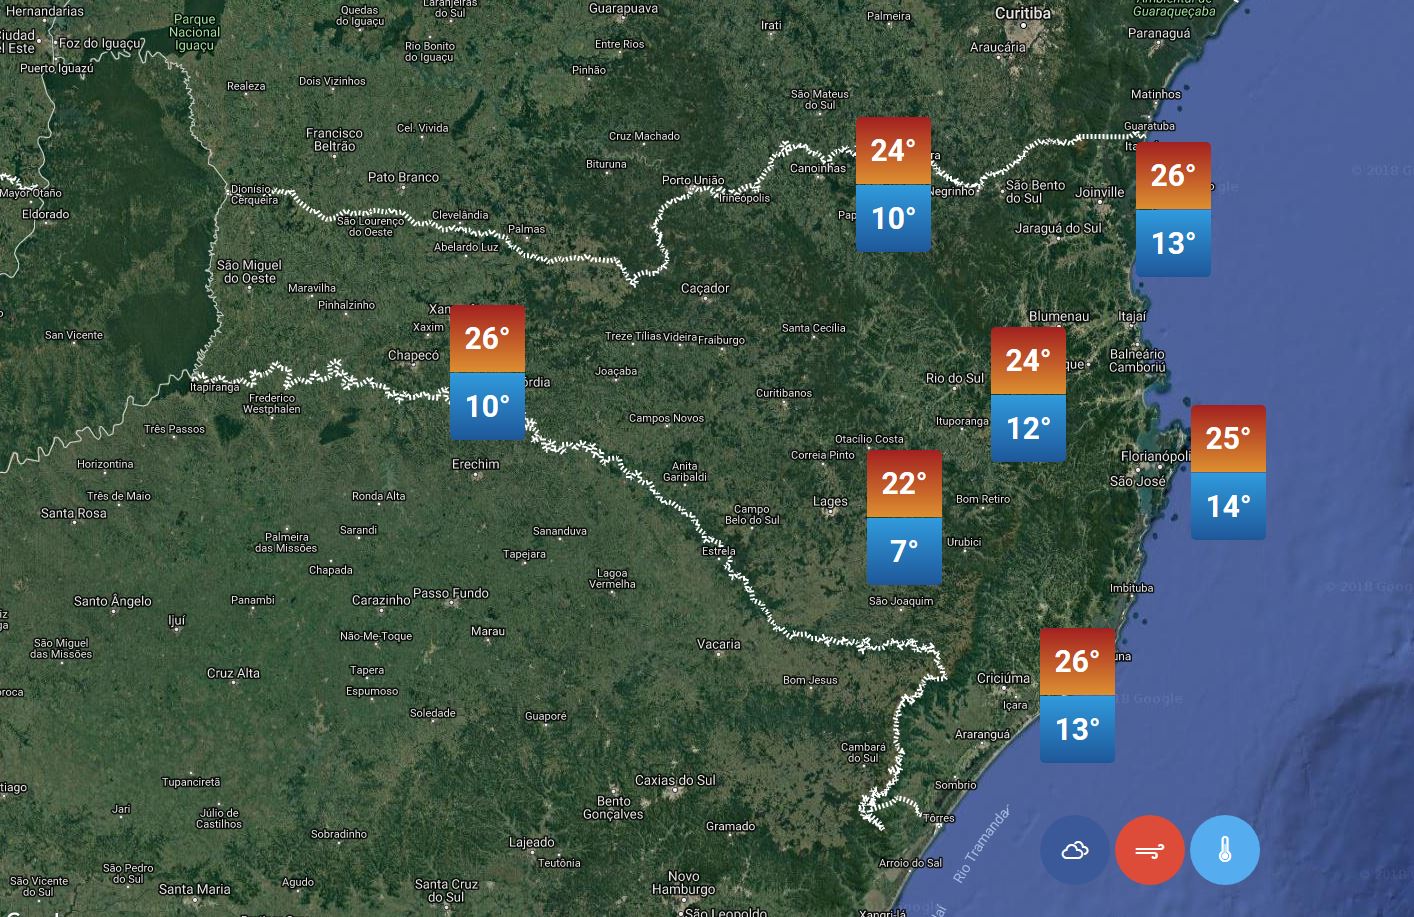 Hernandarias
Parque
Nacional
Iguaçu
Quedas
do Iguaçu
do Sul
Guarapuava
Irati
Palmeira
Curitiba
Guaraqueçaba
Ciudad
el Este
Foz do Iguaçu
Puerto Iguazú
Rio Bonito
do Iguaçu
Entre Rios
Araucária
Paranaguá
Realeza
Dois Vizinhos
Pinhão
São Mateus
do Sul
Matinhos
Francisco
Beltrão
Cel. Vivida
Cruz Machado
Guaratuba
24°
10°
26°
13°
Mayor Otaño
Eldorado
Dionísio
Cerqueira
Pato Branco
Bituruna
Porto União
Irineópolis
Canoinhas
Negrinho
São Bento
do Sul
Joinville
São Lourenço
do Oeste
Clevelândia
Palmas
Abelardo Luz
Jaraguá do Sul
São Miguel
do Oeste
Maravilha
Pinhalzinho
Caçador
San Vicente
Xaxim
Chapecó
26°
10°
Treze Tílias
Videira
Fraiburgo
Santa Cecília
Blumenau
Itajaí
Balneário
Camboriú
24°
12°
Itapiranga
Frederico
Westphalen
Joaçaba
Curitibanos
Rio do Sul
Três Passos
Campos Novos
Ituporanga
Horizontina
Erechim
Anita
Garibaldi
Otacílio Costa
Correia Pinto
25°
14°
Florianópoli
São José
Três de Maio
Santa Rosa
Ronda Alta
Campo
Belo do Sul
Lages
22°
7°
Bom Retiro
Palmeira
das Missões
Sarandi
Sananduva
Tapejara
Estrela
Urubici
Chapada
Lagoa
Vermelha
Imbituba
Santo Ângelo
Panambi
Carazinho
Passo Fundo
São Joaquim
Ijuí
São Miguel
das Missões
Não-Me-Toque
Marau
Vacaria
26°
13°
Cruz Alta
Tapera
Espumoso
Bom Jesus
Criciúma
Içara
Soledade
Guaporé
Araranguá
Cambará
do Sul
Tupanciretã
Caxias do Sul
Sombrio
Jari
Júlio de
Castilhos
Bento
Gonçalves
Torres
Sobradinho
Gramado
Lajeado
Teutônia
Rio Tramandaí
Arroio do Sal
São Pedro
do Sul
São Vicente
do Sul
Santa Maria
Agudo
Santa Cruz
do Sul
Novo
Hamburgo
São Leopoldo
Xangri-lá